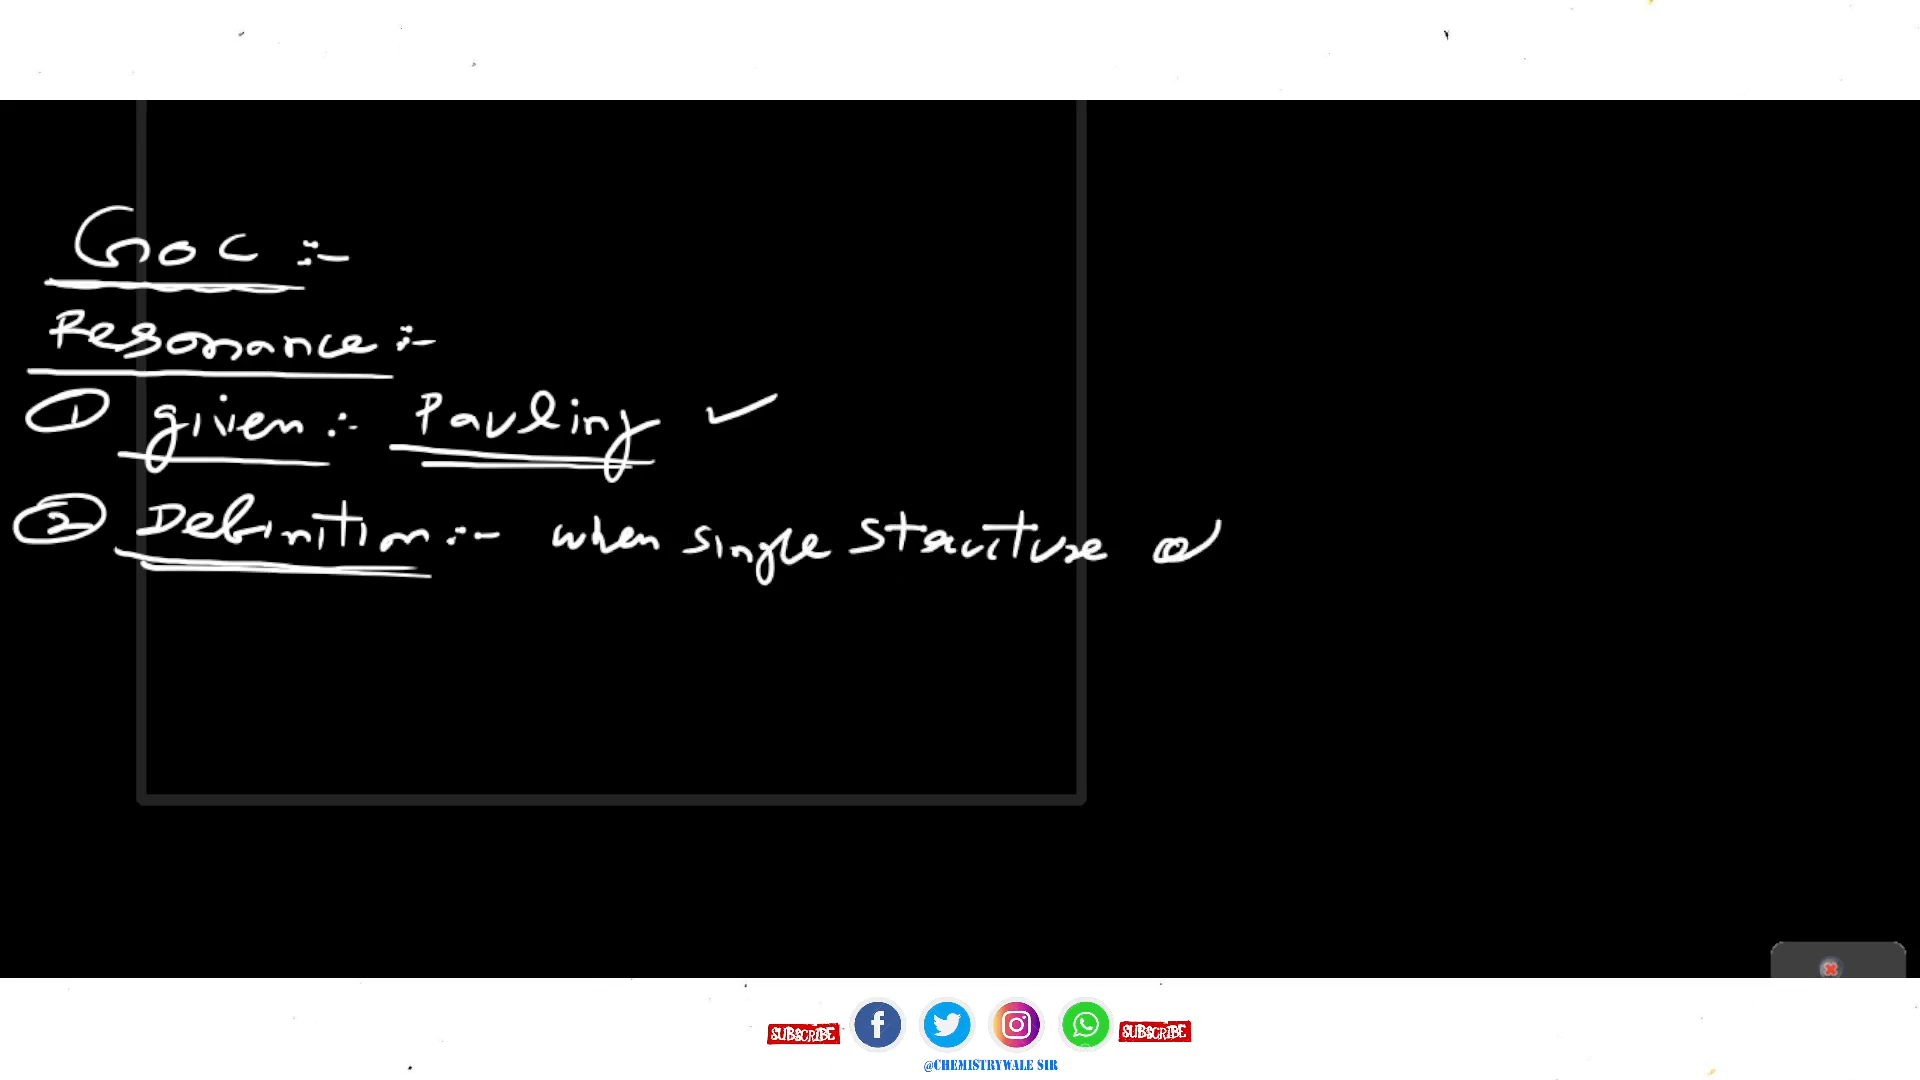 GOC :-
Resonance :-
① given :- Pauling ✓
② Definition :- when single structure o
SUBSCRIBE
SUBSCRIBE
@CHEMISTRYWALE SIR